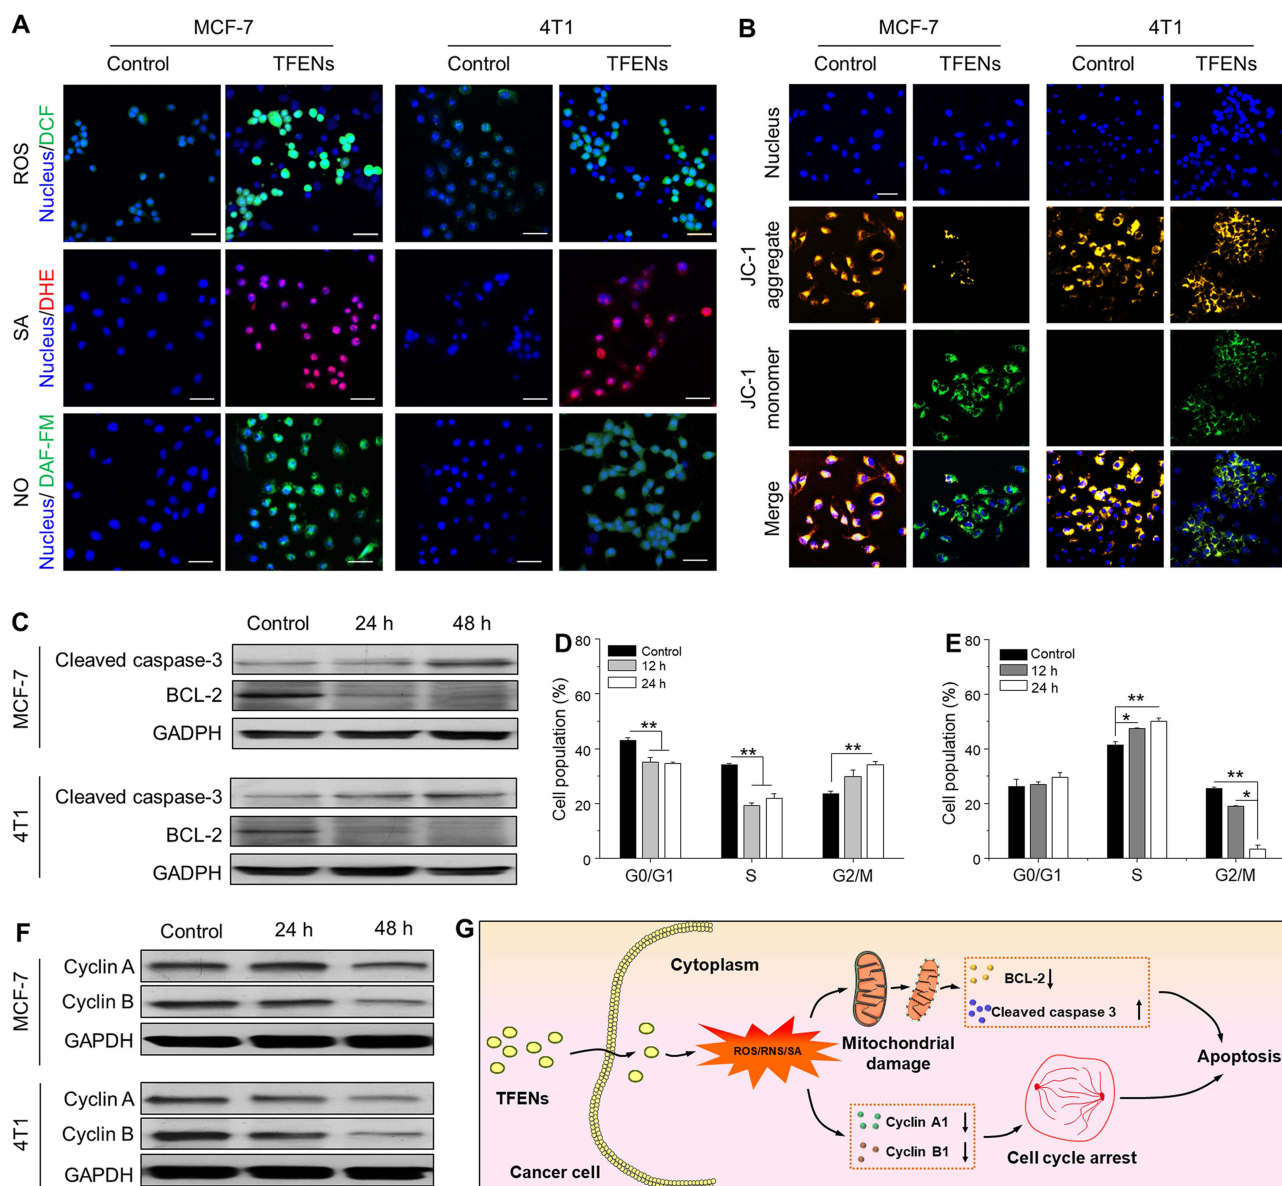 A
MCF-7
4T1
Control
TFENs
Control
TFENs
ROS
Nucleus/DCF
SA
Nucleus/DHE
NO
Nucleus/ DAF-FM
B
MCF-7
4T1
Control
TFENs
Control
TFENs
Nucleus
JC-1
aggregate
JC-1
monomer
Merge
C
Control
24 h
48 h
MCF-7
Cleaved caspase-3
BCL-2
GADPH
4T1
Cleaved caspase-3
BCL-2
GADPH
D
Cell population (%)
80
60
40
20
0
Control
12 h
24 h
**
**
**
G0/G1
S
G2/M
E
Cell population (%)
80
60
40
20
0
Control
12 h
24 h
**
*
**
*
G0/G1
S
G2/M
F
Control
24 h
48 h
MCF-7
Cyclin A
Cyclin B
GAPDH
4T1
Cyclin A
Cyclin B
GAPDH
G
Cytoplasm
TFENs
Cancer cell
ROS/RNS/SA
Mitochondrial
damage
BCL-2
Cleaved caspase 3
Cyclin A1
Cyclin B1
Cell cycle arrest
Apoptosis